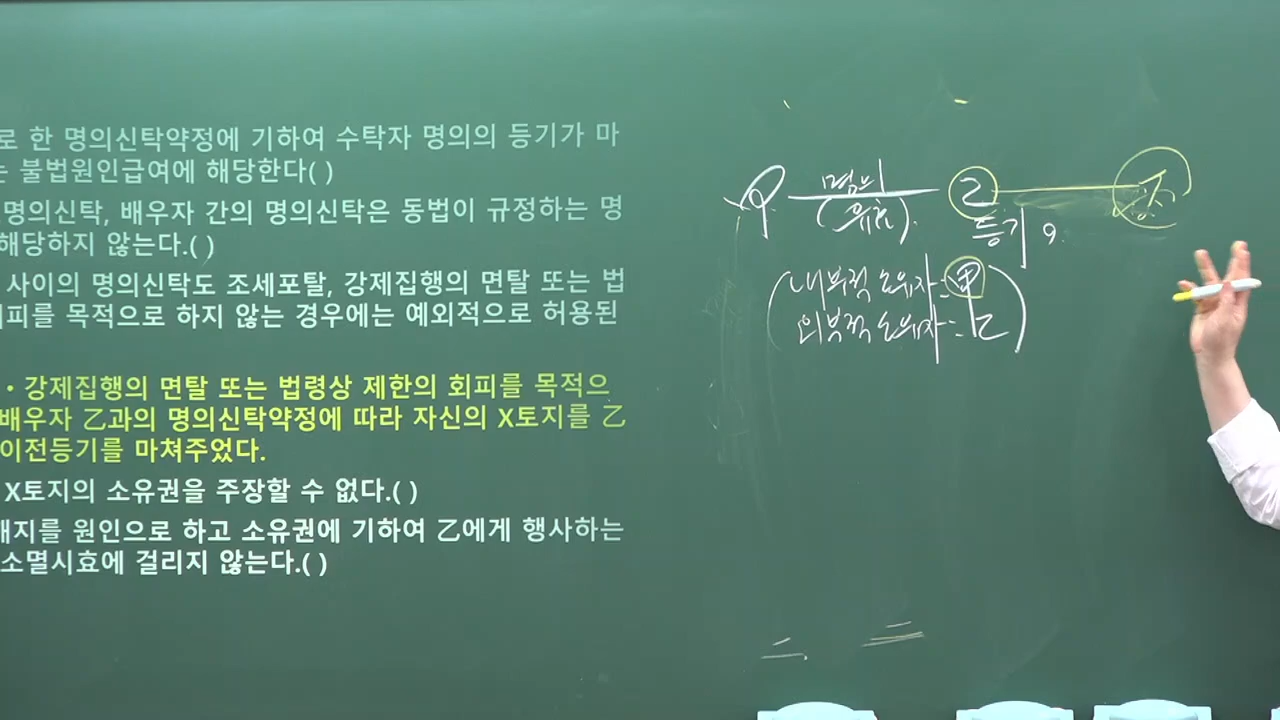 로 한 명의신탁약정에 기하여 수탁자 명의의 등기가 마
는 불법원인급여에 해당한다( )
명의신탁, 배우자 간의 명의신탁은 동법이 규정하는 명
해당하지 않는다.( )
사이의 명의신탁도 조세포탈, 강제집행의 면탈 또는 법
회피를 목적으로 하지 않는 경우에는 예외적으로 허용된
· 강제집행의 면탈 또는 법령상 제한의 회피를 목적으
배우자 乙과의 명의신탁약정에 따라 자신의 X토지를 乙
이전등기를 마쳐주었다.
X토지의 소유권을 주장할 수 없다.( )
해지를 원인으로 하고 소유권에 기하여 乙에게 행사하는
소멸시효에 걸리지 않는다.( )
甲 명의 乙
(유효) 등기
(내부적 소유자= 甲
외부적 소유자= 乙)